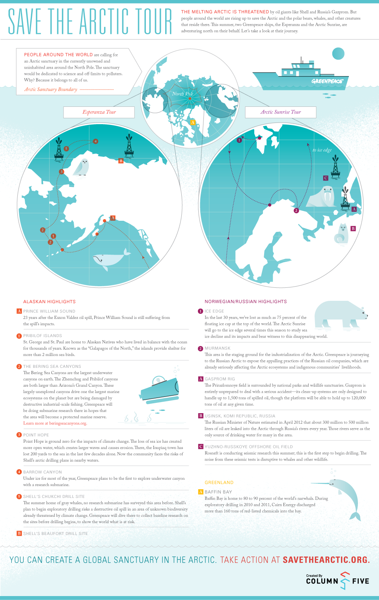 SAVE THE ARCTIC TOUR
THE MELTING ARCTIC IS THREATENED by oil giants like Shell and Russia's Gazprom. But
people around the world are rising up to save the Arctic and the polar bears, whales, and other creatures
that reside there. This summer, two Greenpeace ships, the Esperanza and the Arctic Sunrise, are
adventuring north on their behalf. Let's take a look at their journey.
PEOPLE AROUND THE WORLD are calling for
an Arctic sanctuary in the currently unowned and
uninhabited area around the North Pole. The sanctuary
would be dedicated to science and off limits to polluters.
Why? Because it belongs to all of us.
Arctic Sanctuary Boundary
North Pole
GREENPEACE
Esperanza Tour
Arctic Sunrise Tour
ALASKAN HIGHLIGHTS
PRINCE WILLIAM SOUND
23 years after the Exxon Valdez oil spill, Prince William Sound is still suffering from
the spill's impacts.
PRIBILOF ISLANDS
St. George and St. Paul are home to Alaskan Natives who have lived in balance with the ocean
for thousands of years. Known as the "Galapagos of the North," the islands provide shelter for
more than 2 million sea birds.
THE BERING SEA CANYONS
The Bering Sea Canyons are the largest underwater
canyons on earth. The Zhemchug and Pribilof canyons
are both larger than Arizona's Grand Canyon. These
largely unexplored canyons drive one the largest marine
ecosystems on the planet but are being damaged by
destructive industrial scale fishing. Greenpeace will
be doing submarine research there in hopes that
the area will become a protected marine reserve.
Learn more at beringcanyons.org.
POINT HOPE
Point Hope is ground zero for the impacts of climate change. The loss of sea ice has created
more open water, which creates larger waves and causes erosion. There, the Inupiaq town has
lost 200 yards to the sea in the last few decades alone. Now the community faces the risks of
Shell's arctic drilling plans in nearby waters.
BARROW CANYON
Under ice for most of the year, Greenpeace plans to be the first to explore underwater canyon
with a research submarine.
SHELL'S CHUKCHI DRILL SITE
The summer home of gray whales, no research submarine has surveyed this area before. Shell's
plan to begin exploratory drilling risks a destructive oil spill in an area of unknown biodiversity
already threatened by climate change. Greenpeace will dive there to collect baseline research on
the area before drilling begins, to show the world what is at risk.
SHELL'S BEAUFORT DRILL SITE
NORWEGIAN/RUSSIAN HIGHLIGHTS
ICE EDGE
In the last 30 years, we've lost as much as 75 percent of the
floating ice cap at the top of the world. The Arctic Sunrise
will go to the ice edge several times this season to study sea
ice decline and its impacts and bear witness to this disappearing world.
MURMANSK
This area is the staging ground for the industrialization of the Arctic. Greenpeace is journeying
to the Russian Arctic to expose the appalling practices of the Russian oil companies, which are
already seriously affecting the Arctic ecosystems and indigenous communities' livelihoods.
GAZPROM RIG
The Prirazlomnaya field is surrounded by national parks and wildlife sanctuaries. Gazprom is
entirely unprepared to deal with a serious accident—its clean up systems are only designed to
handle up to 1,500 tons of spilled oil, though the platform will be able to hold up to 120,000
tons of oil at any given time.
USINSK, KOMI REPUBLIC, RUSSIA
The Russian Minister of Nature estimated in April 2012 that about 300 million to 500 million
liters of oil are leaked into the Arctic through Russia's rivers every year. Those rivers serve as the
only source of drinking water for many in the area.
ROSNEFT OFFSHORE OIL FIELD
Rosneft is conducting seismic research this summer; this is the first step to begin drilling. The
noise from these seismic tests is disruptive to whales and other wildlife.
GREENLAND
BAFFIN BAY
Baffin Bay is home to 80 to 90 percent of the world's narwhals. During
exploratory drilling in 2010 and 2011, Cairn Energy discharged
more than 160 tons of red-listed chemicals into the bay.
YOU CAN CREATE A GLOBAL SANCTUARY IN THE ARCTIC. TAKE ACTION AT SAVETHEARCTIC.ORG.
Created By
COLUMN FIVE